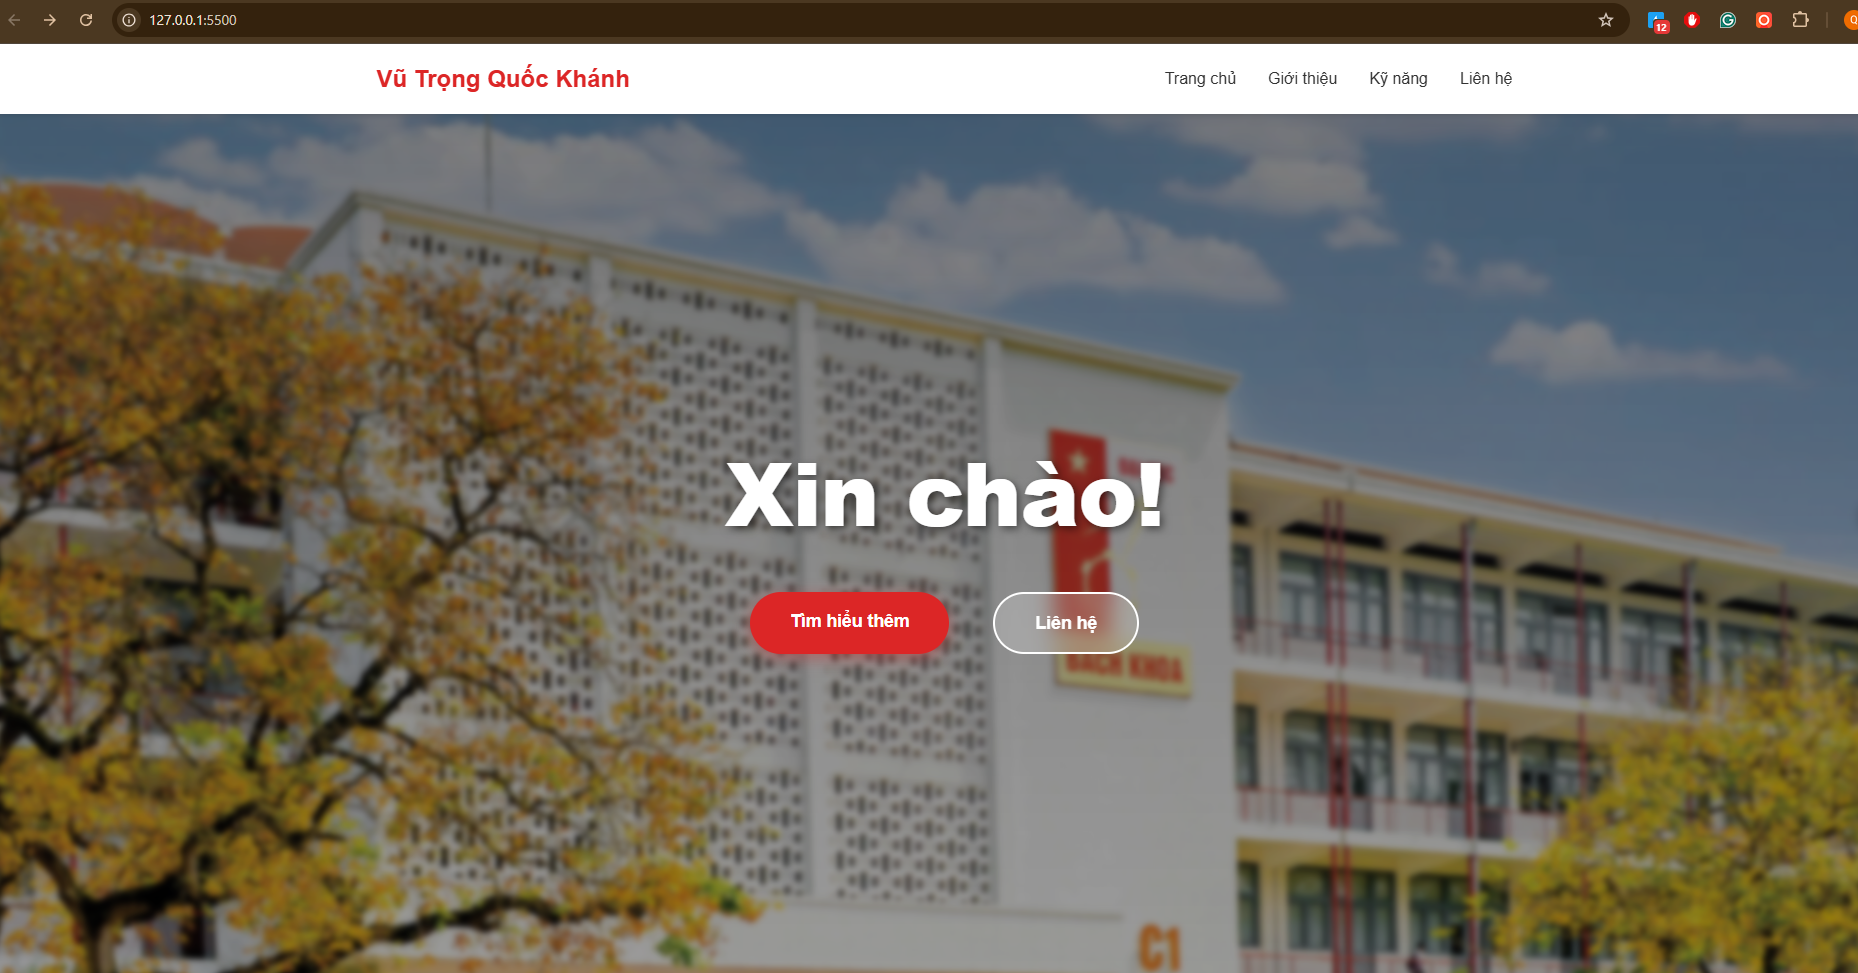 127.0.0.1:5500
12
Vũ Trọng Quốc Khánh
Trang chủ
Giới thiệu
Kỹ năng
Liên hệ
Xin chào!
Tìm hiểu thêm
Liên hệ
BÁCH KHOA
C1